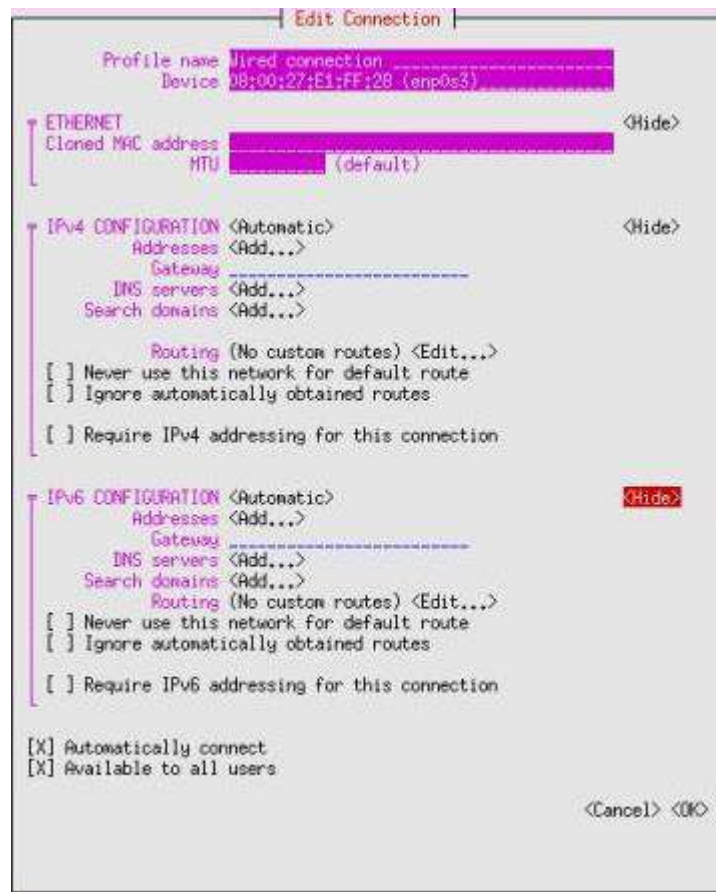 Edit Connection
Profile name Wired connection
Device 08:00:27:E1:FF:28 (enp0s3)
ETHERNET <Hide>
Cloned MAC address
MTU (default)
IPv4 CONFIGURATION <Automatic> <Hide>
Addresses <Add...>
Gateway
DNS servers <Add...>
Search domains <Add...>
Routing (No custom routes) <Edit...>
[ ] Never use this network for default route
[ ] Ignore automatically obtained routes
[ ] Require IPv4 addressing for this connection
IPv6 CONFIGURATION <Automatic> <Hide>
Addresses <Add...>
Gateway
DNS servers <Add...>
Search domains <Add...>
Routing (No custom routes) <Edit...>
[ ] Never use this network for default route
[ ] Ignore automatically obtained routes
[ ] Require IPv6 addressing for this connection
[X] Automatically connect
[X] Available to all users
<Cancel> <OK>